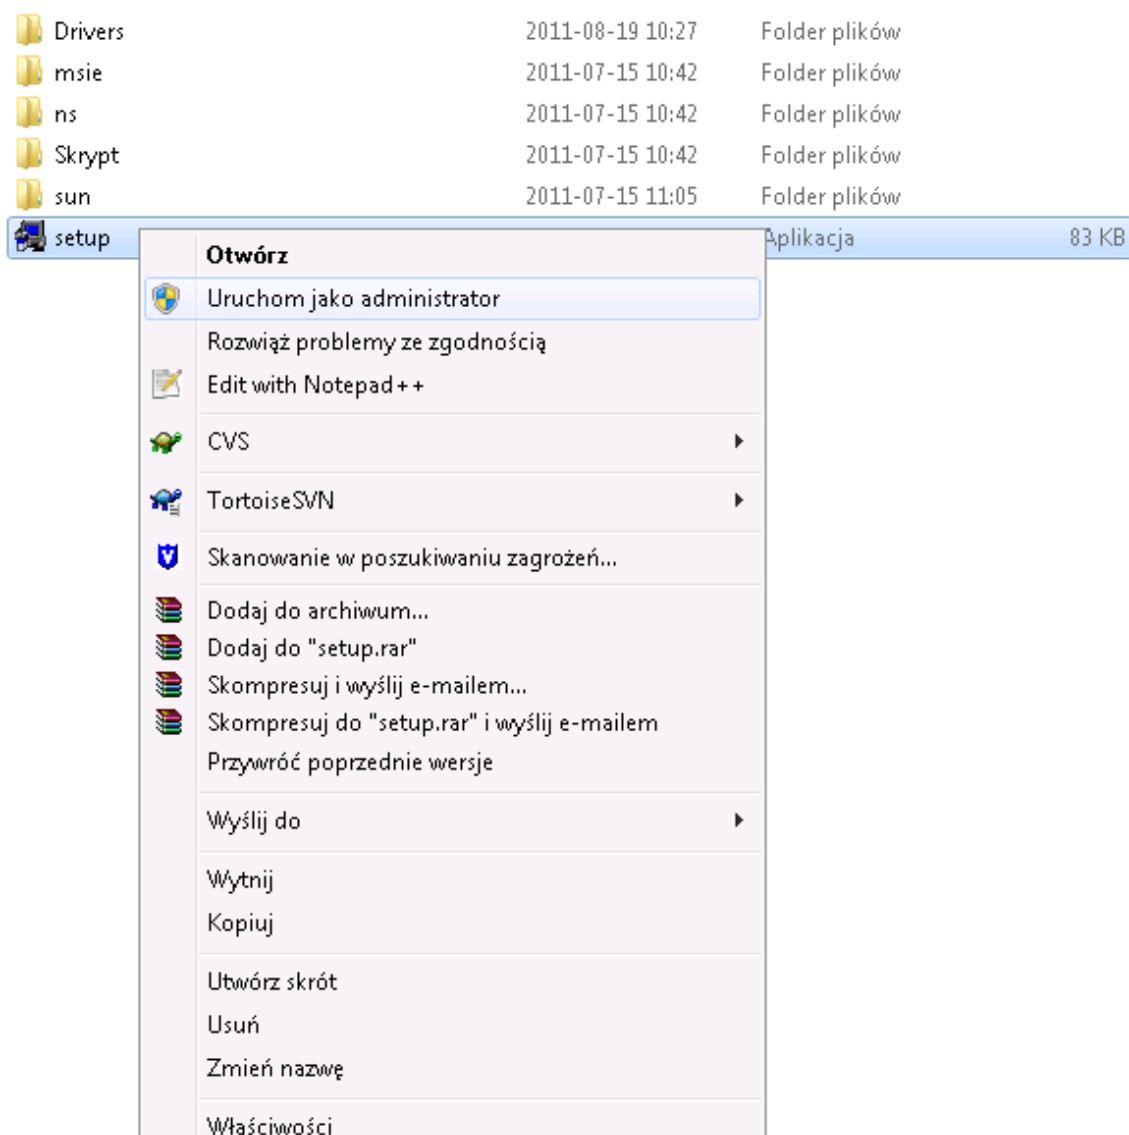 Drivers 2011-08-19 10:27 Folder plików
msie 2011-07-15 10:42 Folder plików
ns 2011-07-15 10:42 Folder plików
Skrypt 2011-07-15 10:42 Folder plików
sun 2011-07-15 11:05 Folder plików
setup Aplikacja 83 KB
Otwórz
Uruchom jako administrator
Rozwiąż problemy ze zgodnością
Edit with Notepad++
CVS
TortoiseSVN
Skanowanie w poszukiwaniu zagrożeń...
Dodaj do archiwum...
Dodaj do "setup.rar"
Skompresuj i wyślij e-mailem...
Skompresuj do "setup.rar" i wyślij e-mailem
Przywróć poprzednie wersje
Wyślij do
Wytnij
Kopiuj
Utwórz skrót
Usuń
Zmień nazwę
Właściwości